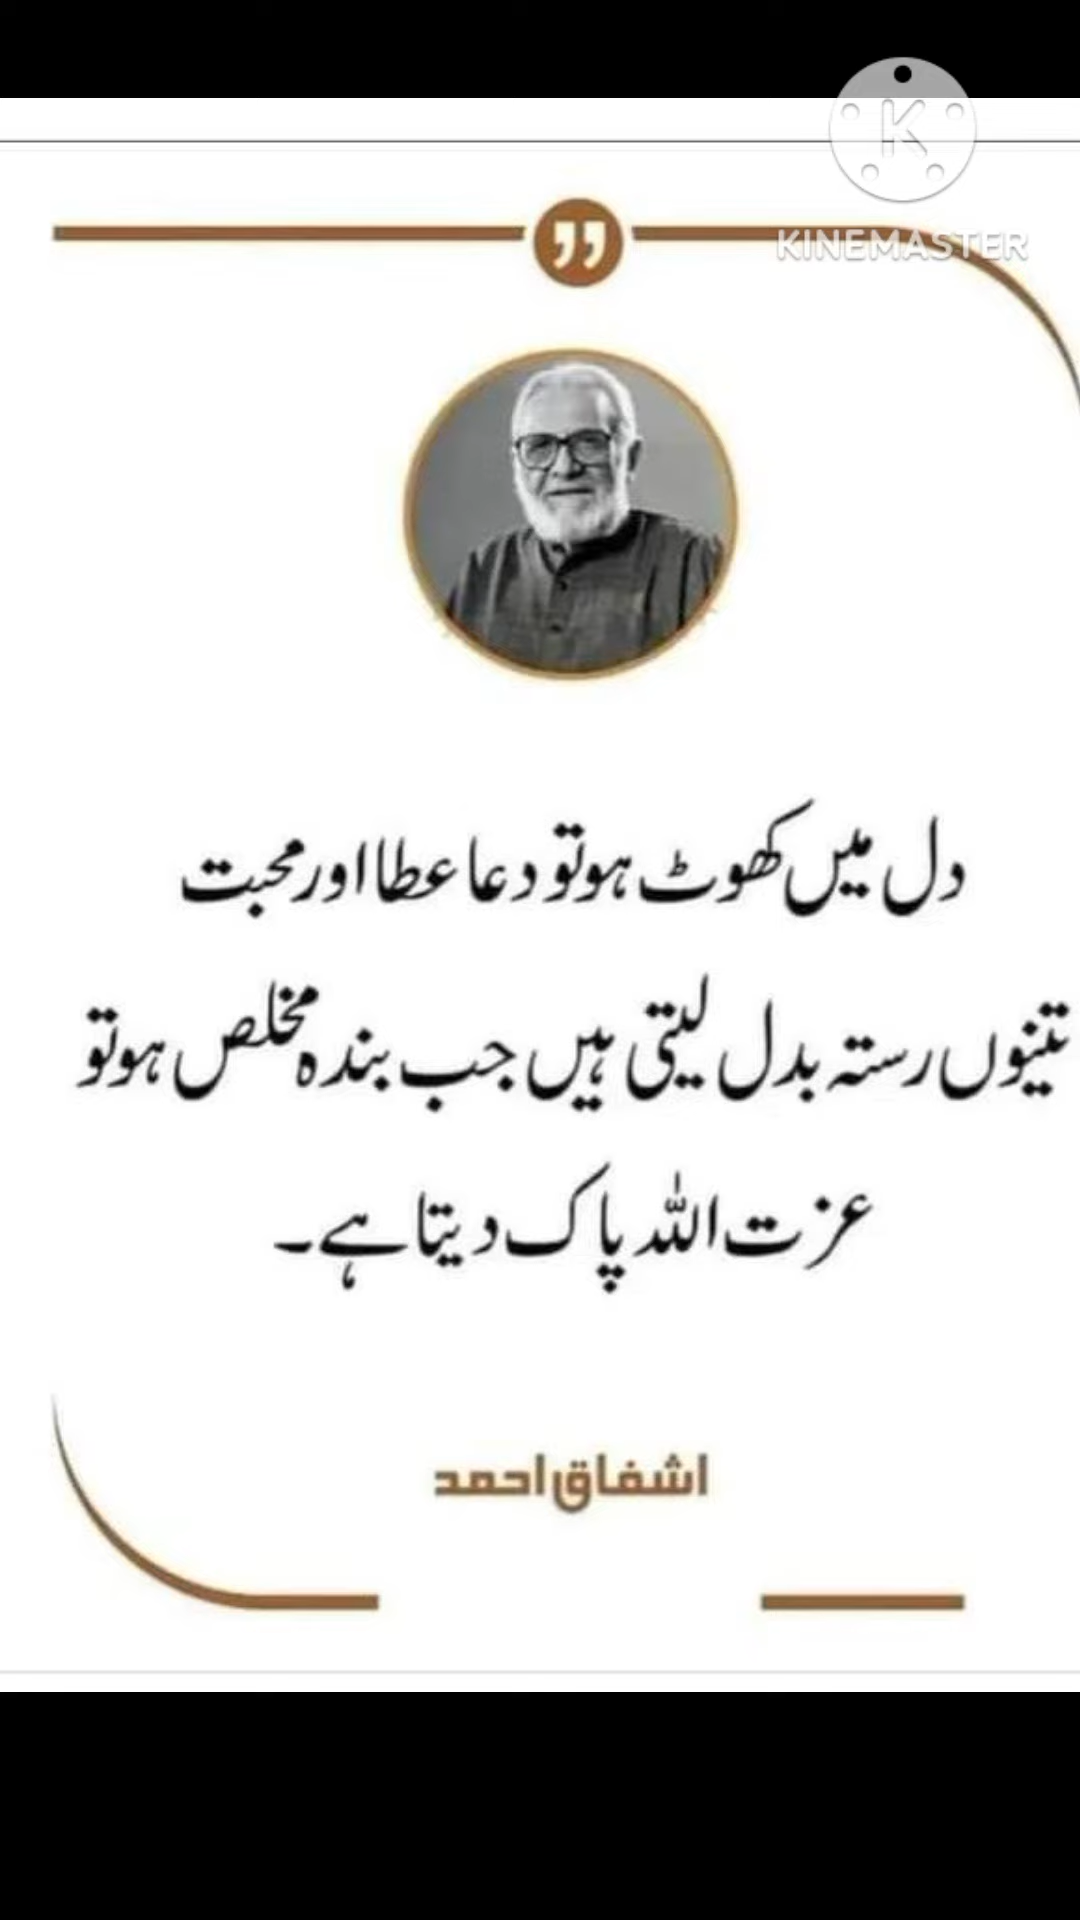 KINEMASTER
دل میں کھوٹ ہو تو دعا عطا اور محبت
تینوں رستہ بدل لیتی ہیں جب بندہ مخلص ہو تو
عزت اللہ پاک دیتا ہے۔
اشفاق احمد